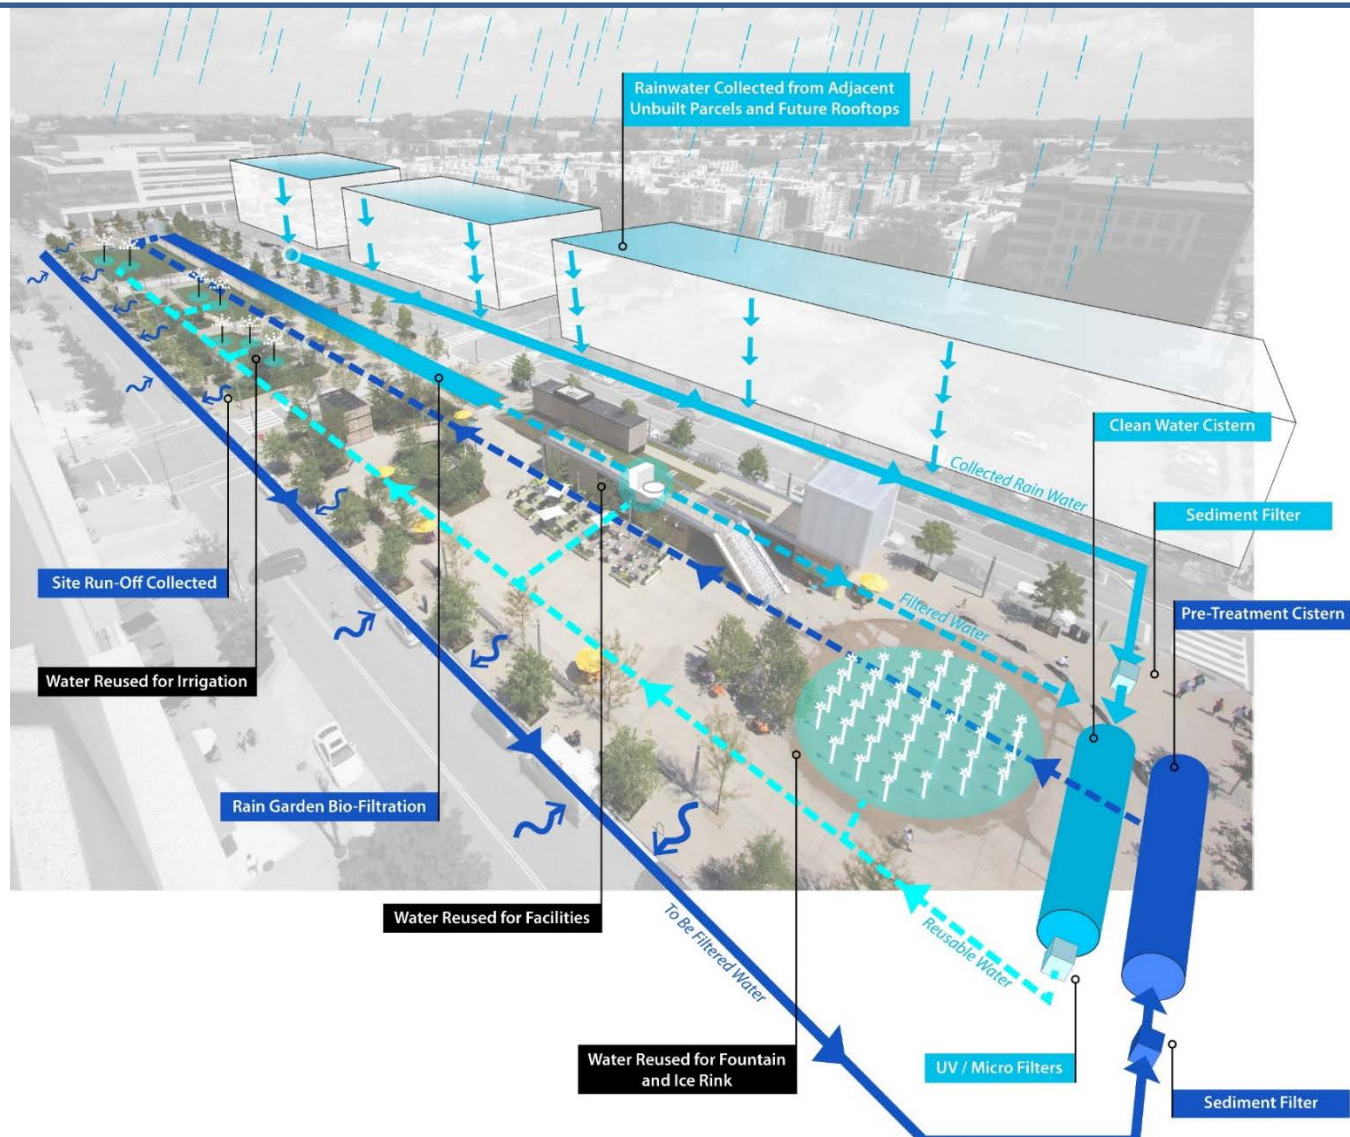 Rainwater Collected from Adjacent
Unbuilt Parcels and Future Rooftops
Clean Water Cistern
Collected Rain Water
Sediment Filter
Site Run-Off Collected
Filtered Water
Pre-Treatment Cistern
Water Reused for Irrigation
Rain Garden Bio-Filtration
Water Reused for Facilities
To Be Filtered Water
Reusable Water
Water Reused for Fountain
and Ice Rink
UV / Micro Filters
Sediment Filter